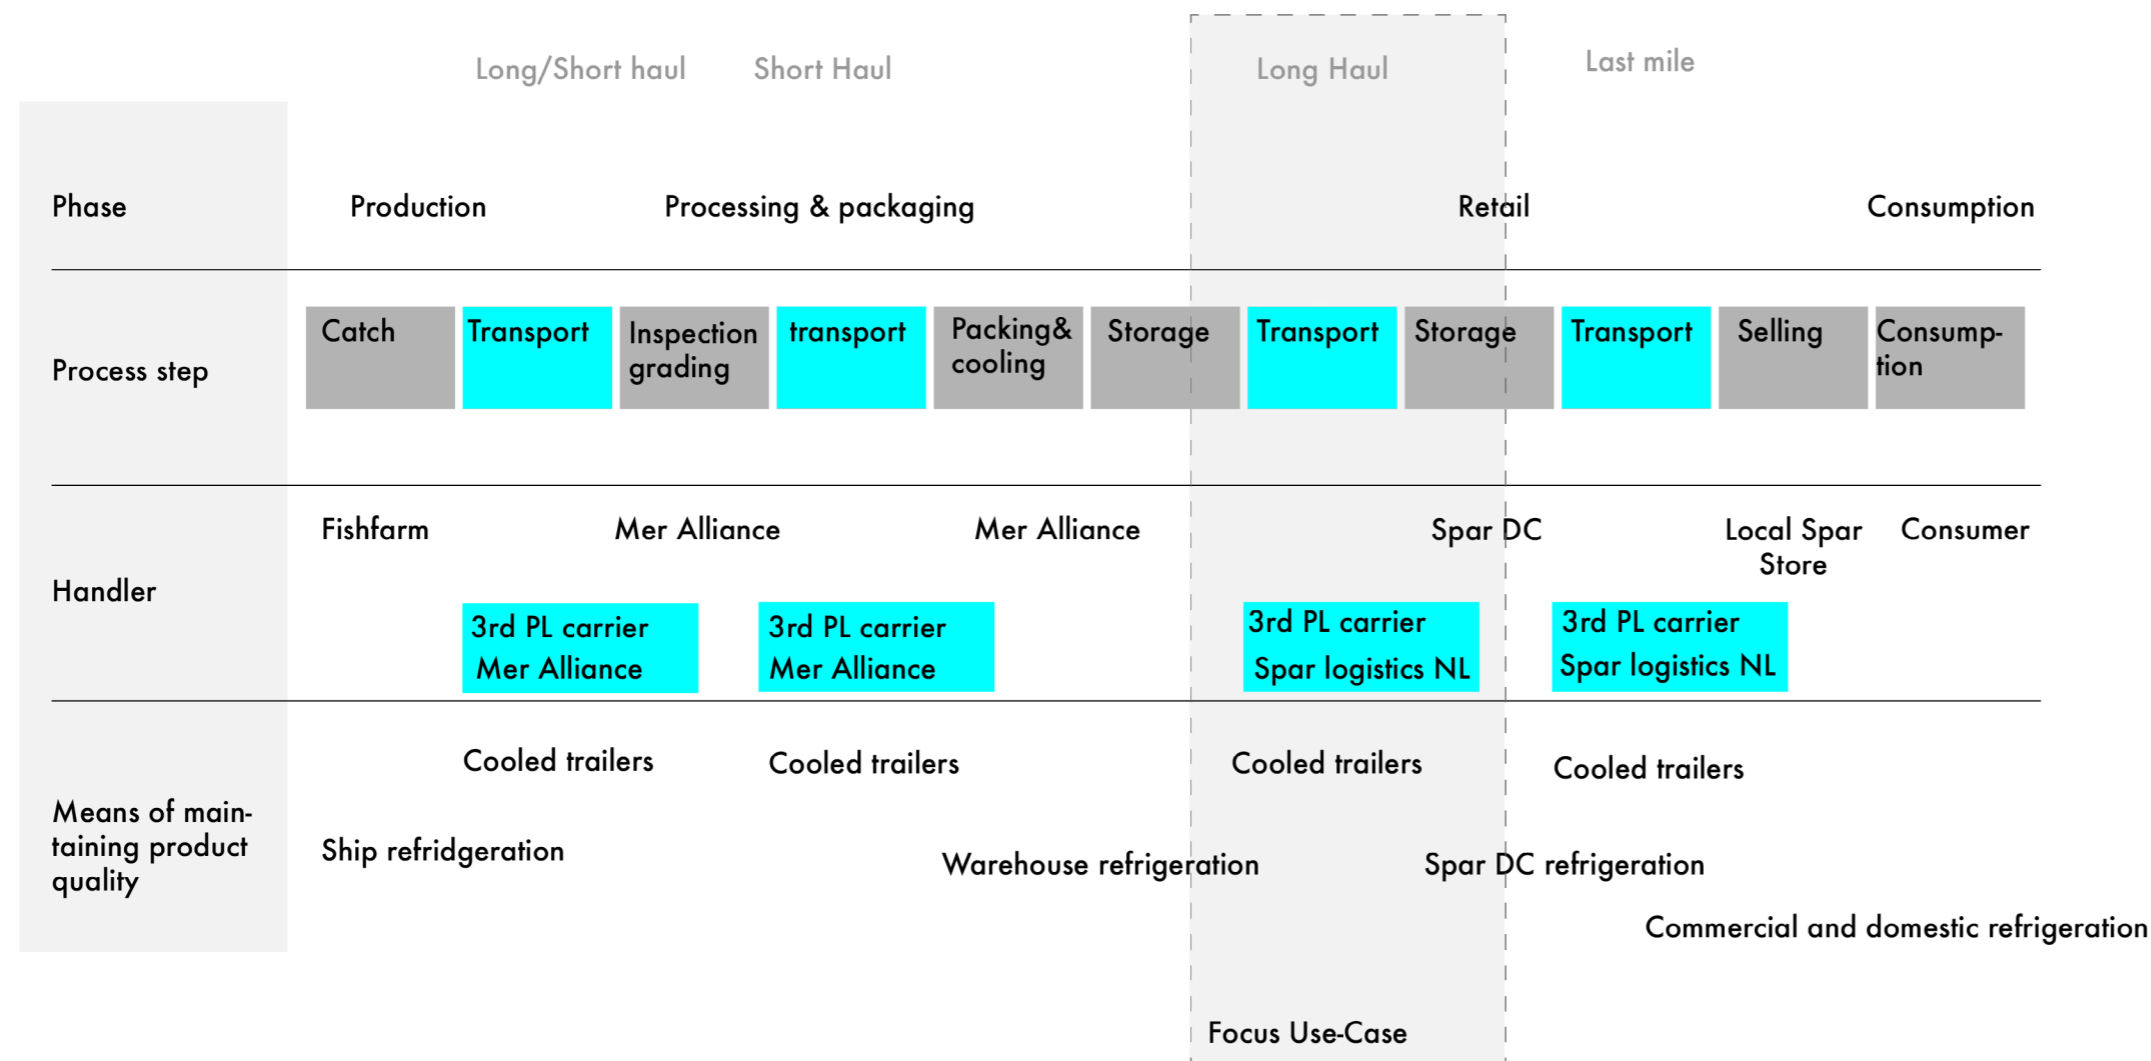 Long/Short haul
Short Haul
Long Haul
Last mile
Phase
Production
Processing & packaging
Retail
Consumption
Process step
Catch
Transport
Inspection
grading
transport
Packing&
cooling
Storage
Transport
Storage
Transport
Selling
Consump-
tion
Handler
Fishfarm
Mer Alliance
Mer Alliance
Spar DC
Local Spar
Store
Consumer
3rd PL carrier
Mer Alliance
3rd PL carrier
Mer Alliance
3rd PL carrier
Spar logistics NL
3rd PL carrier
Spar logistics NL
Means of main-
taining product
quality
Cooled trailers
Cooled trailers
Cooled trailers
Cooled trailers
Ship refridgeration
Warehouse refrigeration
Spar DC refrigeration
Commercial and domestic refrigeration
Focus Use-Case